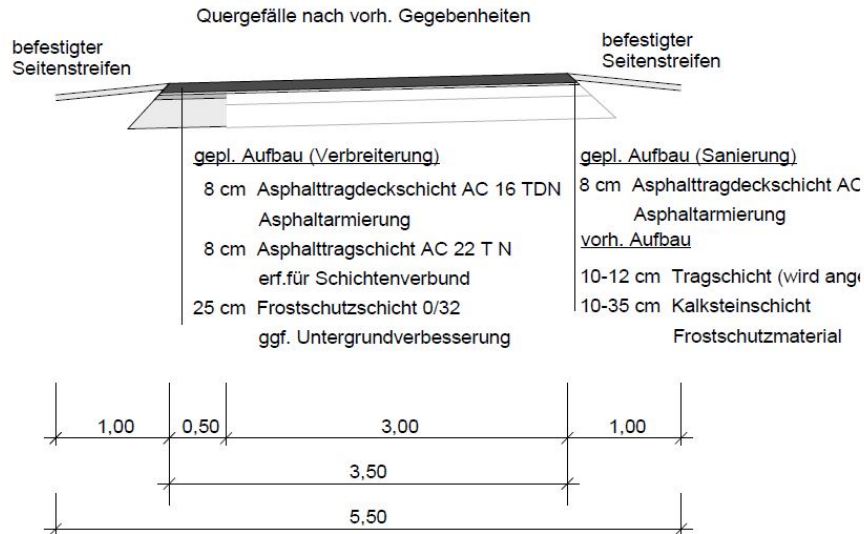 Quergefälle nach vorh. Gegebenheiten
befestigter
Seitenstreifen
befestigter
Seitenstreifen
gepl. Aufbau (Verbreiterung)
8 cm Asphalttragdeckschicht AC 16 TDN
Asphaltarmierung
8 cm Asphalttragschicht AC 22 T N
erf.für Schichtenverbund
25 cm Frostschutzschicht 0/32
ggf. Untergrundverbesserung
gepl. Aufbau (Sanierung)
8 cm Asphalttragdeckschicht AC
Asphaltarmierung
vorh. Aufbau
10-12 cm Tragschicht (wird ange
10-35 cm Kalksteinschicht
Frostschutzmaterial
1,00 0,50 3,00 1,00
3,50
5,50